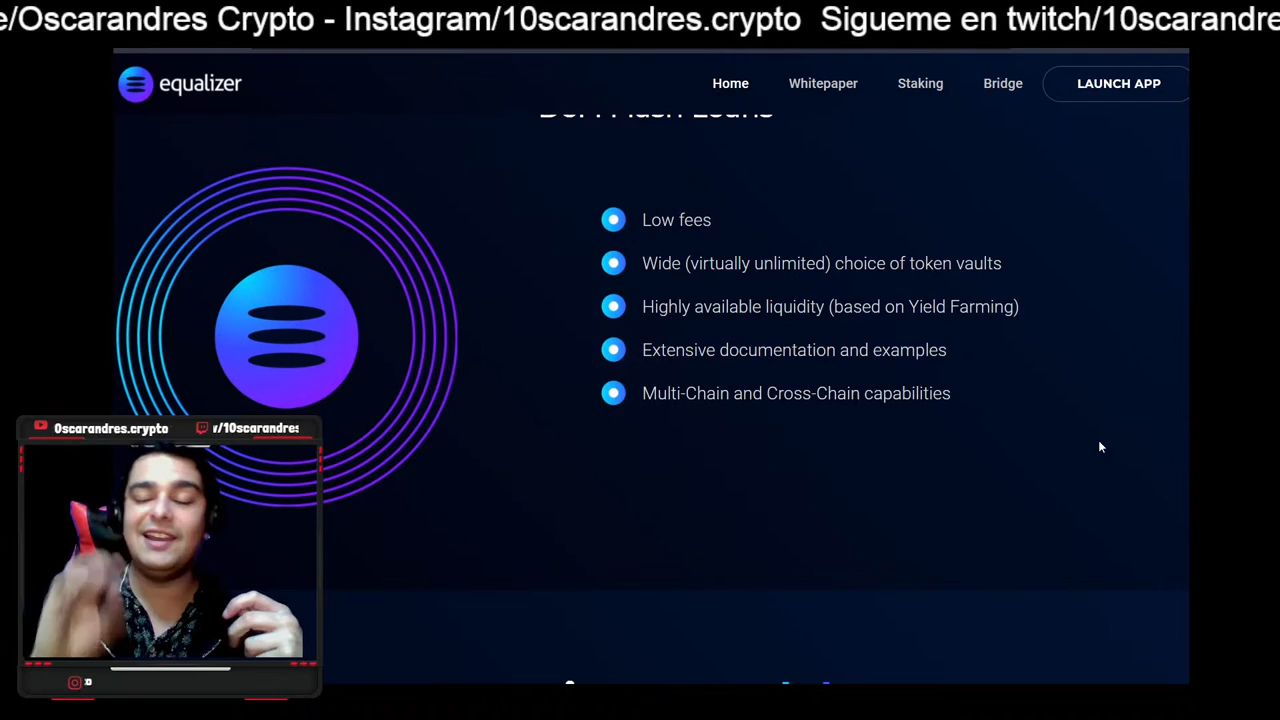 e/Oscarandres Crypto - Instagram/10scarandres.crypto Sigueme en twitch/10scarandre
equalizer
Home
Whitepaper
Staking
Bridge
LAUNCH APP
Low fees
Wide (virtually unlimited) choice of token vaults
Highly available liquidity (based on Yield Farming)
Extensive documentation and examples
Multi-Chain and Cross-Chain capabilities
Oscarandres.crypto
v/10scarandres